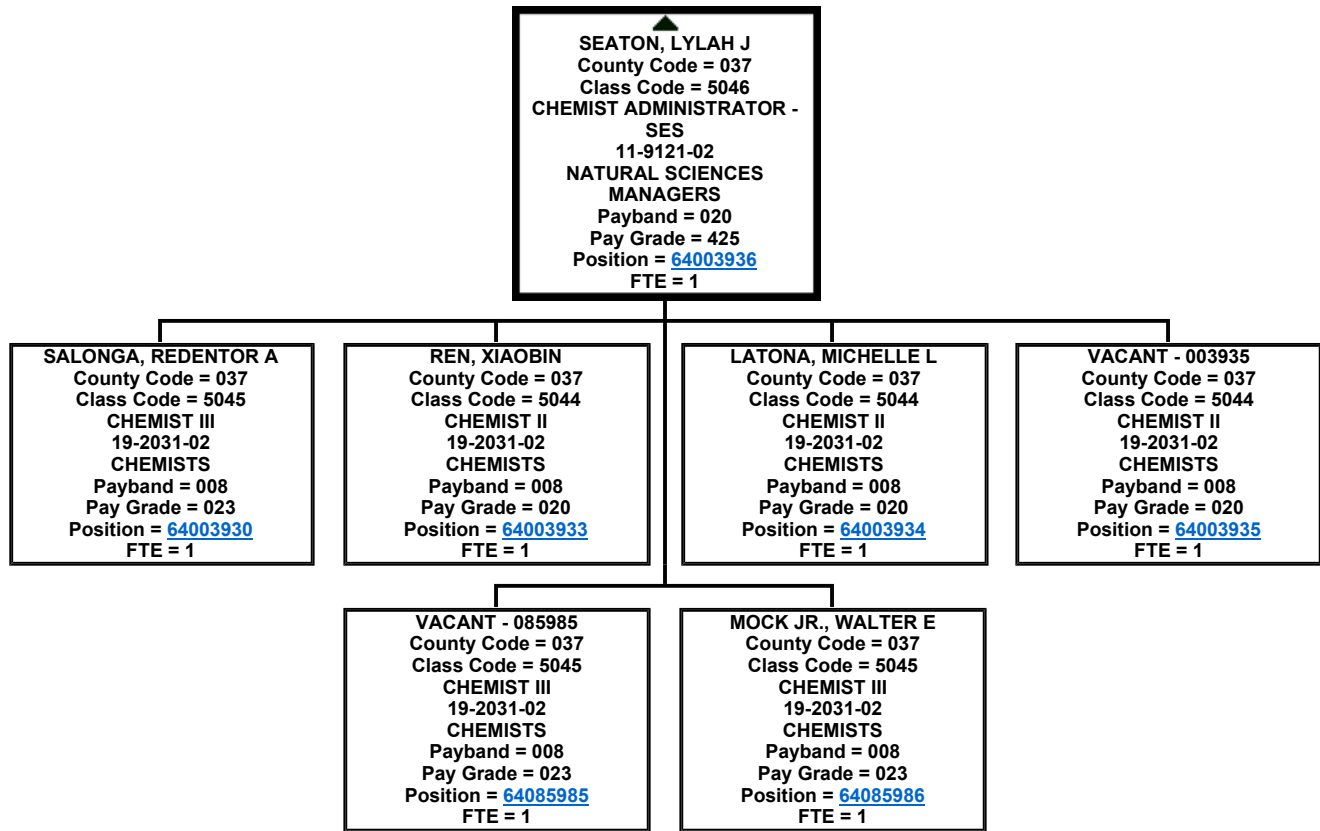 SEATON, LYLAH J
County Code = 037
Class Code = 5046
CHEMIST ADMINISTRATOR -
SES
11-9121-02
NATURAL SCIENCES
MANAGERS
Payband = 020
Pay Grade = 425
Position = 64003936
FTE = 1
SALONGA, REDENTOR A
County Code = 037
Class Code = 5045
CHEMIST III
19-2031-02
CHEMISTS
Payband = 008
Pay Grade = 023
Position = 64003930
FTE = 1
REN, XIAOBIN
County Code = 037
Class Code = 5044
CHEMIST II
19-2031-02
CHEMISTS
Payband = 008
Pay Grade = 020
Position = 64003933
FTE = 1
LATONA, MICHELLE L
County Code = 037
Class Code = 5044
CHEMIST II
19-2031-02
CHEMISTS
Payband = 008
Pay Grade = 020
Position = 64003934
FTE = 1
VACANT - 003935
County Code = 037
Class Code = 5044
CHEMIST II
19-2031-02
CHEMISTS
Payband = 008
Pay Grade = 020
Position = 64003935
FTE = 1
VACANT - 085985
County Code = 037
Class Code = 5045
CHEMIST III
19-2031-02
CHEMISTS
Payband = 008
Pay Grade = 023
Position = 64085985
FTE = 1
MOCK JR., WALTER E
County Code = 037
Class Code = 5045
CHEMIST III
19-2031-02
CHEMISTS
Payband = 008
Pay Grade = 023
Position = 64085986
FTE = 1